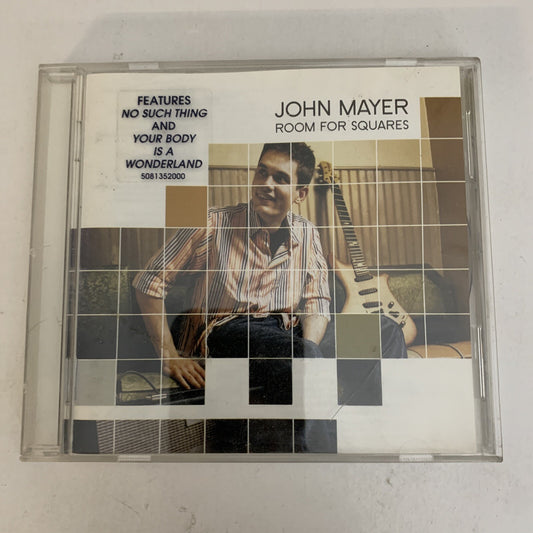 FEATURES
NO SUCH THING
AND
YOUR BODY
IS A
WONDERLAND
5081352000
JOHN MAYER
ROOM FOR SQUARES